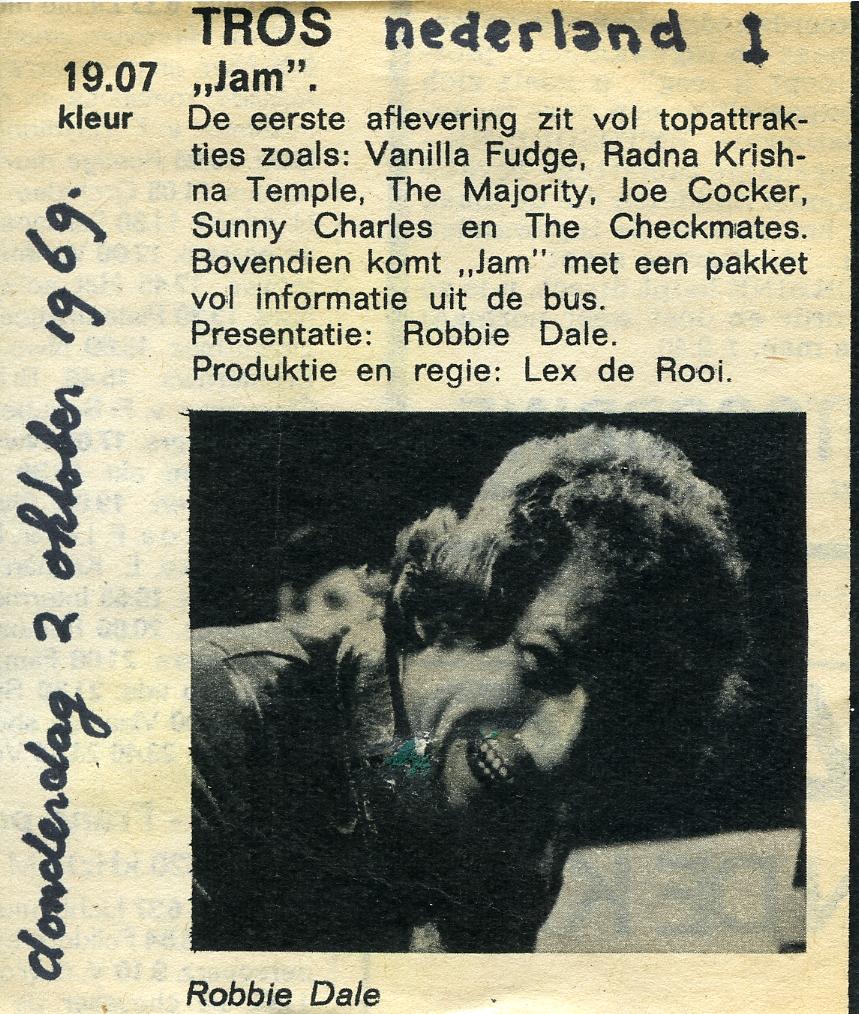 TROS nederland 1
19.07 „Jam”.
kleur De eerste aflevering zit vol topattrak-
ties zoals: Vanilla Fudge, Radna Krish-
na Temple, The Majority, Joe Cocker,
Sunny Charles en The Checkmates.
Bovendien komt „Jam” met een pakket
vol informatie uit de bus.
Presentatie: Robbie Dale.
Produktie en regie: Lex de Rooi.
donderdag 2 oktober 1969.
Robbie Dale